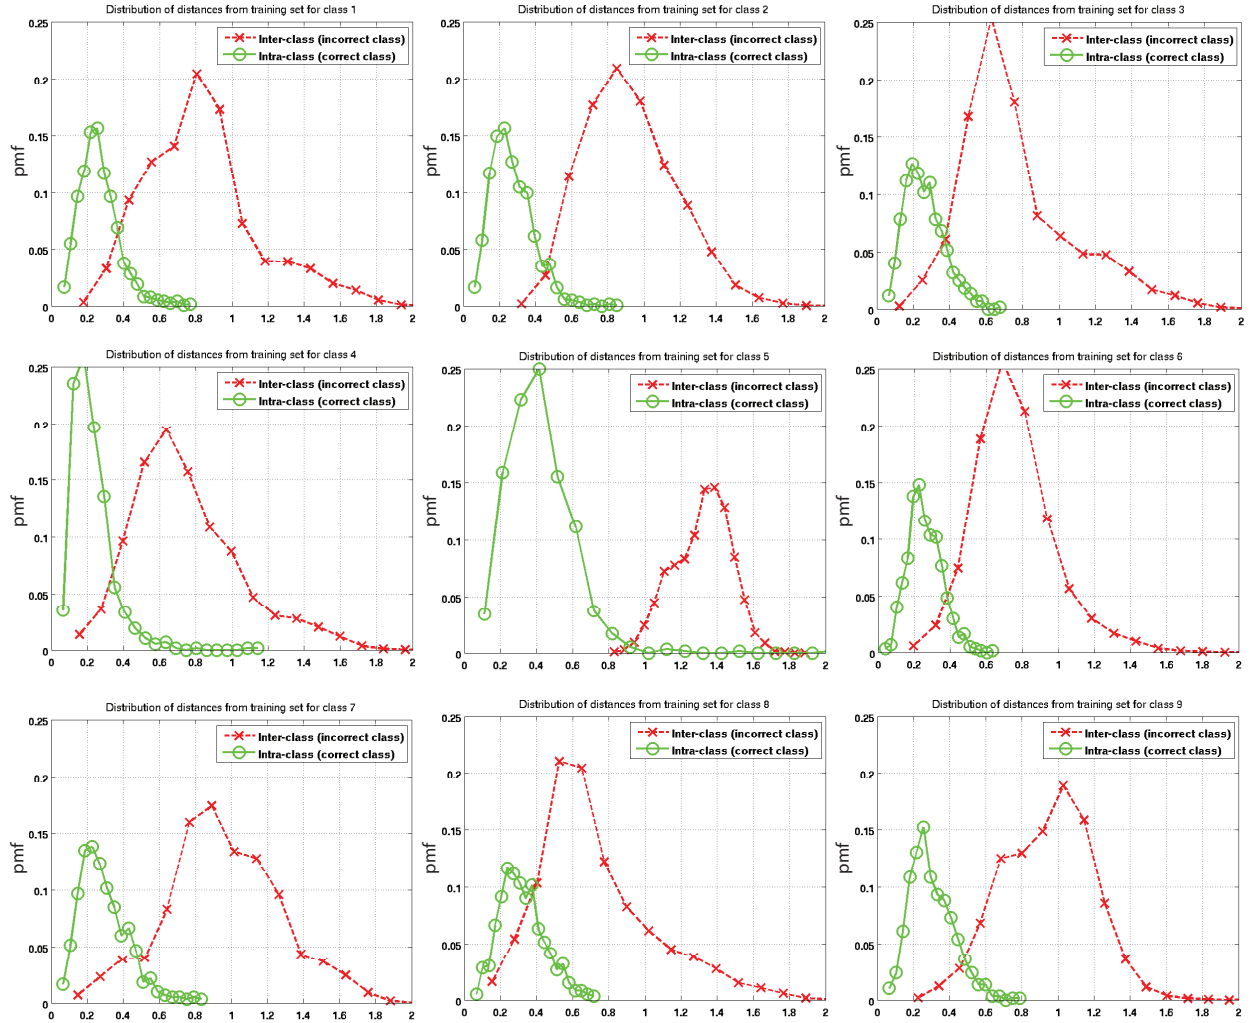 Distribution of distances from training set for class 1
0.25
0.2
0.15
0.1
0.05
0
pmf
Inter-class (incorrect class)
Intra-class (correct class)
0 0.2 0.4 0.6 0.8 1 1.2 1.4 1.6 1.8 2
Distribution of distances from training set for class 2
0.25
0.2
0.15
0.1
0.05
0
pmf
Inter-class (incorrect class)
Intra-class (correct class)
0 0.2 0.4 0.6 0.8 1 1.2 1.4 1.6 1.8 2
Distribution of distances from training set for class 3
0.25
0.2
0.15
0.1
0.05
0
pmf
Inter-class (incorrect class)
Intra-class (correct class)
0 0.2 0.4 0.6 0.8 1 1.2 1.4 1.6 1.8 2
Distribution of distances from training set for class 4
0.25
0.2
0.15
0.1
0.05
0
pmf
Inter-class (incorrect class)
Intra-class (correct class)
0 0.2 0.4 0.6 0.8 1 1.2 1.4 1.6 1.8 2
Distribution of distances from training set for class 5
0.25
0.2
0.15
0.1
0.05
0
pmf
Inter-class (incorrect class)
Intra-class (correct class)
0 0.2 0.4 0.6 0.8 1 1.2 1.4 1.6 1.8 2
Distribution of distances from training set for class 6
0.25
0.2
0.15
0.1
0.05
0
pmf
Inter-class (incorrect class)
Intra-class (correct class)
0 0.2 0.4 0.6 0.8 1 1.2 1.4 1.6 1.8 2
Distribution of distances from training set for class 7
0.25
0.2
0.15
0.1
0.05
0
pmf
Inter-class (incorrect class)
Intra-class (correct class)
0 0.2 0.4 0.6 0.8 1 1.2 1.4 1.6 1.8 2
Distribution of distances from training set for class 8
0.25
0.2
0.15
0.1
0.05
0
pmf
Inter-class (incorrect class)
Intra-class (correct class)
0 0.2 0.4 0.6 0.8 1 1.2 1.4 1.6 1.8 2
Distribution of distances from training set for class 9
0.25
0.2
0.15
0.1
0.05
0
pmf
Inter-class (incorrect class)
Intra-class (correct class)
0 0.2 0.4 0.6 0.8 1 1.2 1.4 1.6 1.8 2